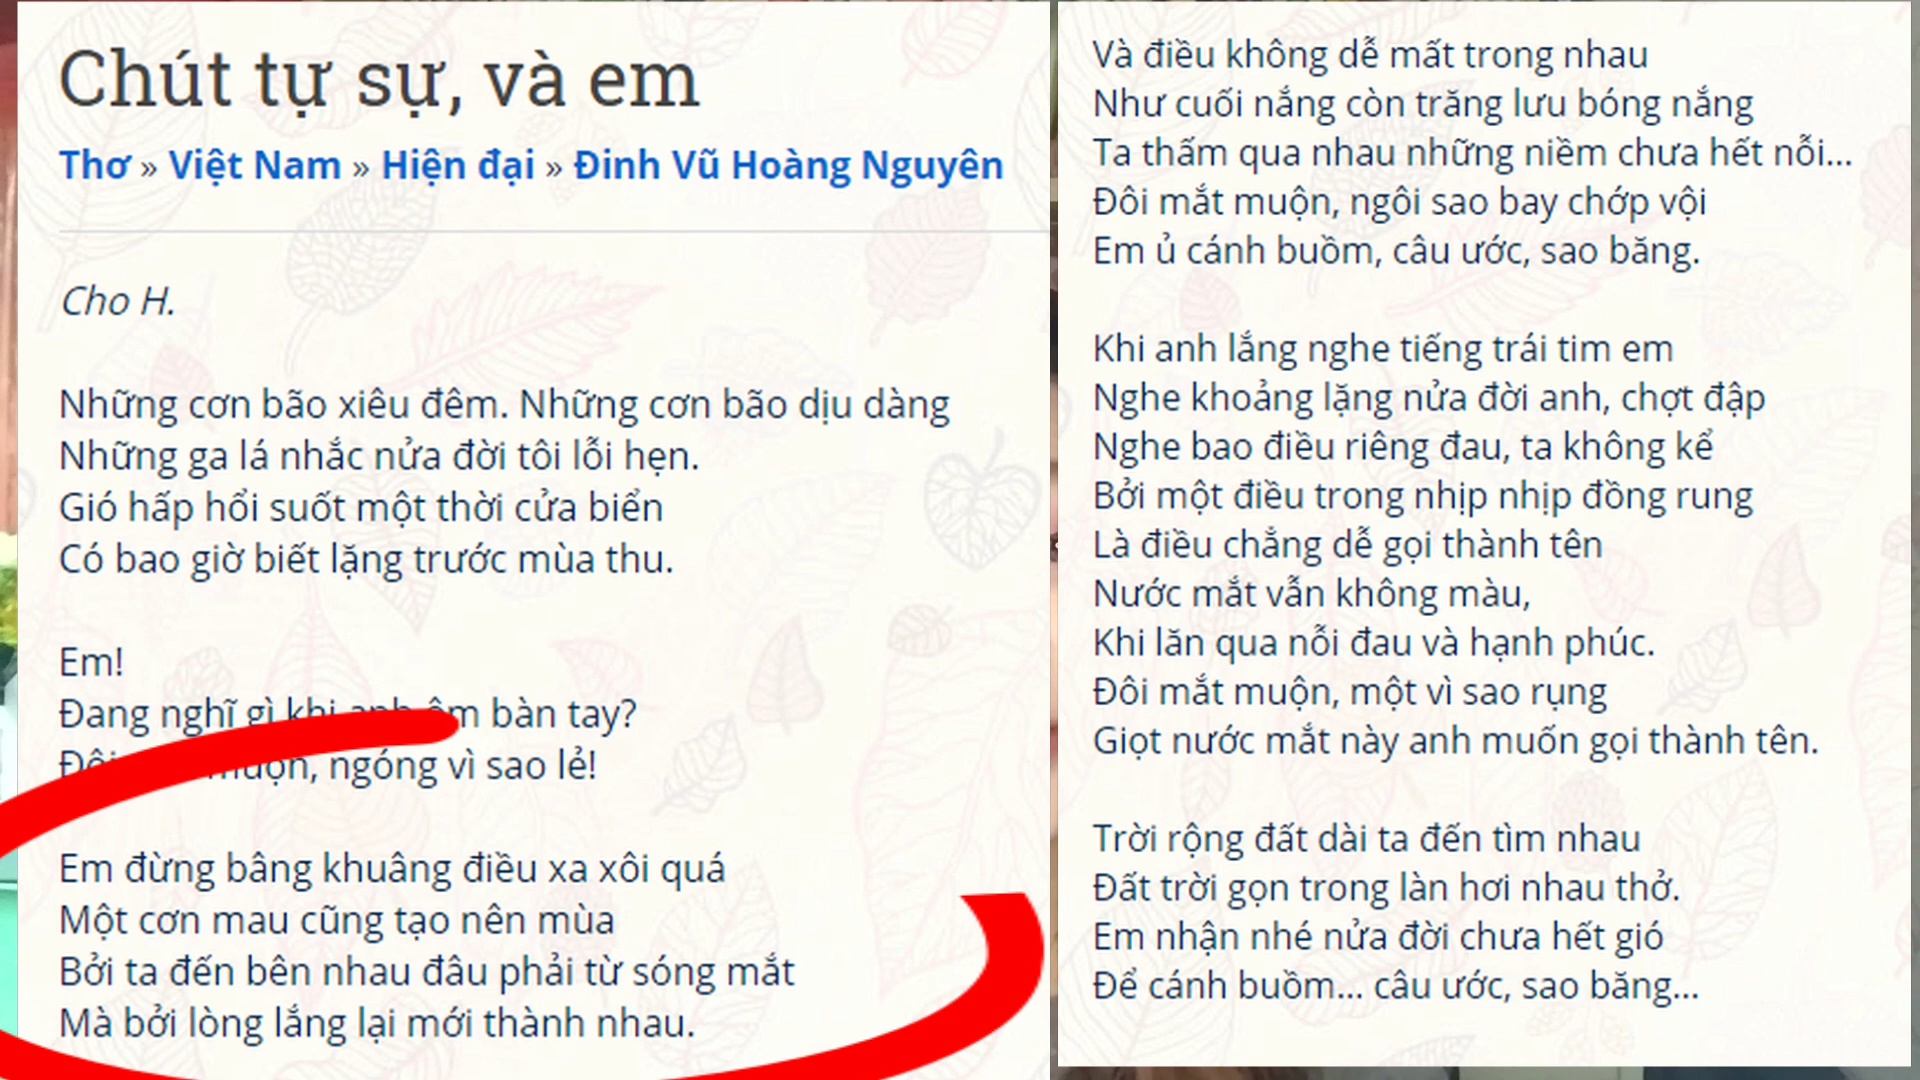 Chút tự sự, và em
Thơ » Việt Nam » Hiện đại » Đinh Vũ Hoàng Nguyên
Cho H.
Những cơn bão xiêu đêm. Những cơn bão dịu dàng
Những ga lá nhắc nửa đời tôi lỗi hẹn.
Gió hấp hổi suốt một thời cửa biển
Có bao giờ biết lặng trước mùa thu.
Em!
Đang nghĩ gì khi anh ôm bàn tay?
muộn, ngóng vì sao lẻ!
Em đừng bâng khuâng điều xa xôi quá
Một cơn mau cũng tạo nên mùa
Bởi ta đến bên nhau đâu phải từ sóng mắt
Mà bởi lòng lắng lại mới thành nhau.
Và điều không dễ mất trong nhau
Như cuối nắng còn trăng lưu bóng nắng
Ta thấm qua nhau những niềm chưa hết nỗi...
Đôi mắt muộn, ngôi sao bay chớp vội
Em ủ cánh buồm, câu ước, sao băng.
Khi anh lắng nghe tiếng trái tim em
Nghe khoảng lặng nửa đời anh, chợt đập
Nghe bao điều riêng đau, ta không kể
Bởi một điều trong nhịp nhịp đồng rung
Là điều chẳng dễ gọi thành tên
Nước mắt vẫn không màu,
Khi lăn qua nỗi đau và hạnh phúc.
Đôi mắt muộn, một vì sao rụng
Giọt nước mắt này anh muốn gọi thành tên.
Trời rộng đất dài ta đến tìm nhau
Đất trời gọn trong làn hơi nhau thở.
Em nhận nhé nửa đời chưa hết gió
Để cánh buồm... câu ước, sao băng...